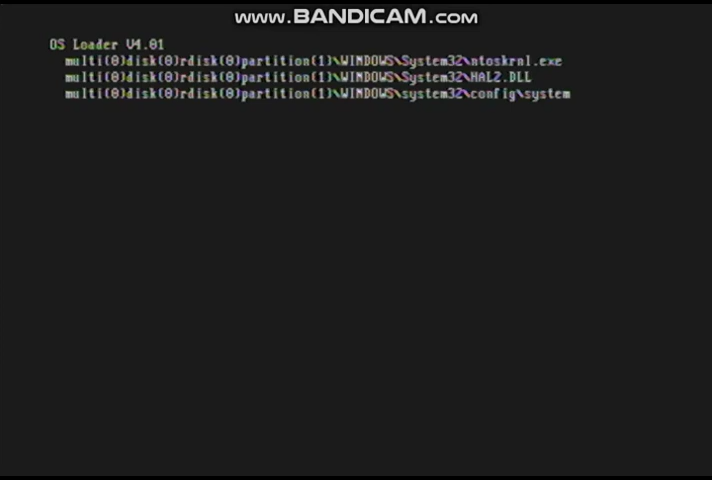 www.BANDICAM.com
OS Loader V4.01
multi(0)disk(0)rdisk(0)partition(1)\WINDOWS\System32\ntoskrnl.exe
multi(0)disk(0)rdisk(0)partition(1)\WINDOWS\System32\HAL2.DLL
multi(0)disk(0)rdisk(0)partition(1)\WINDOWS\system32\config\system